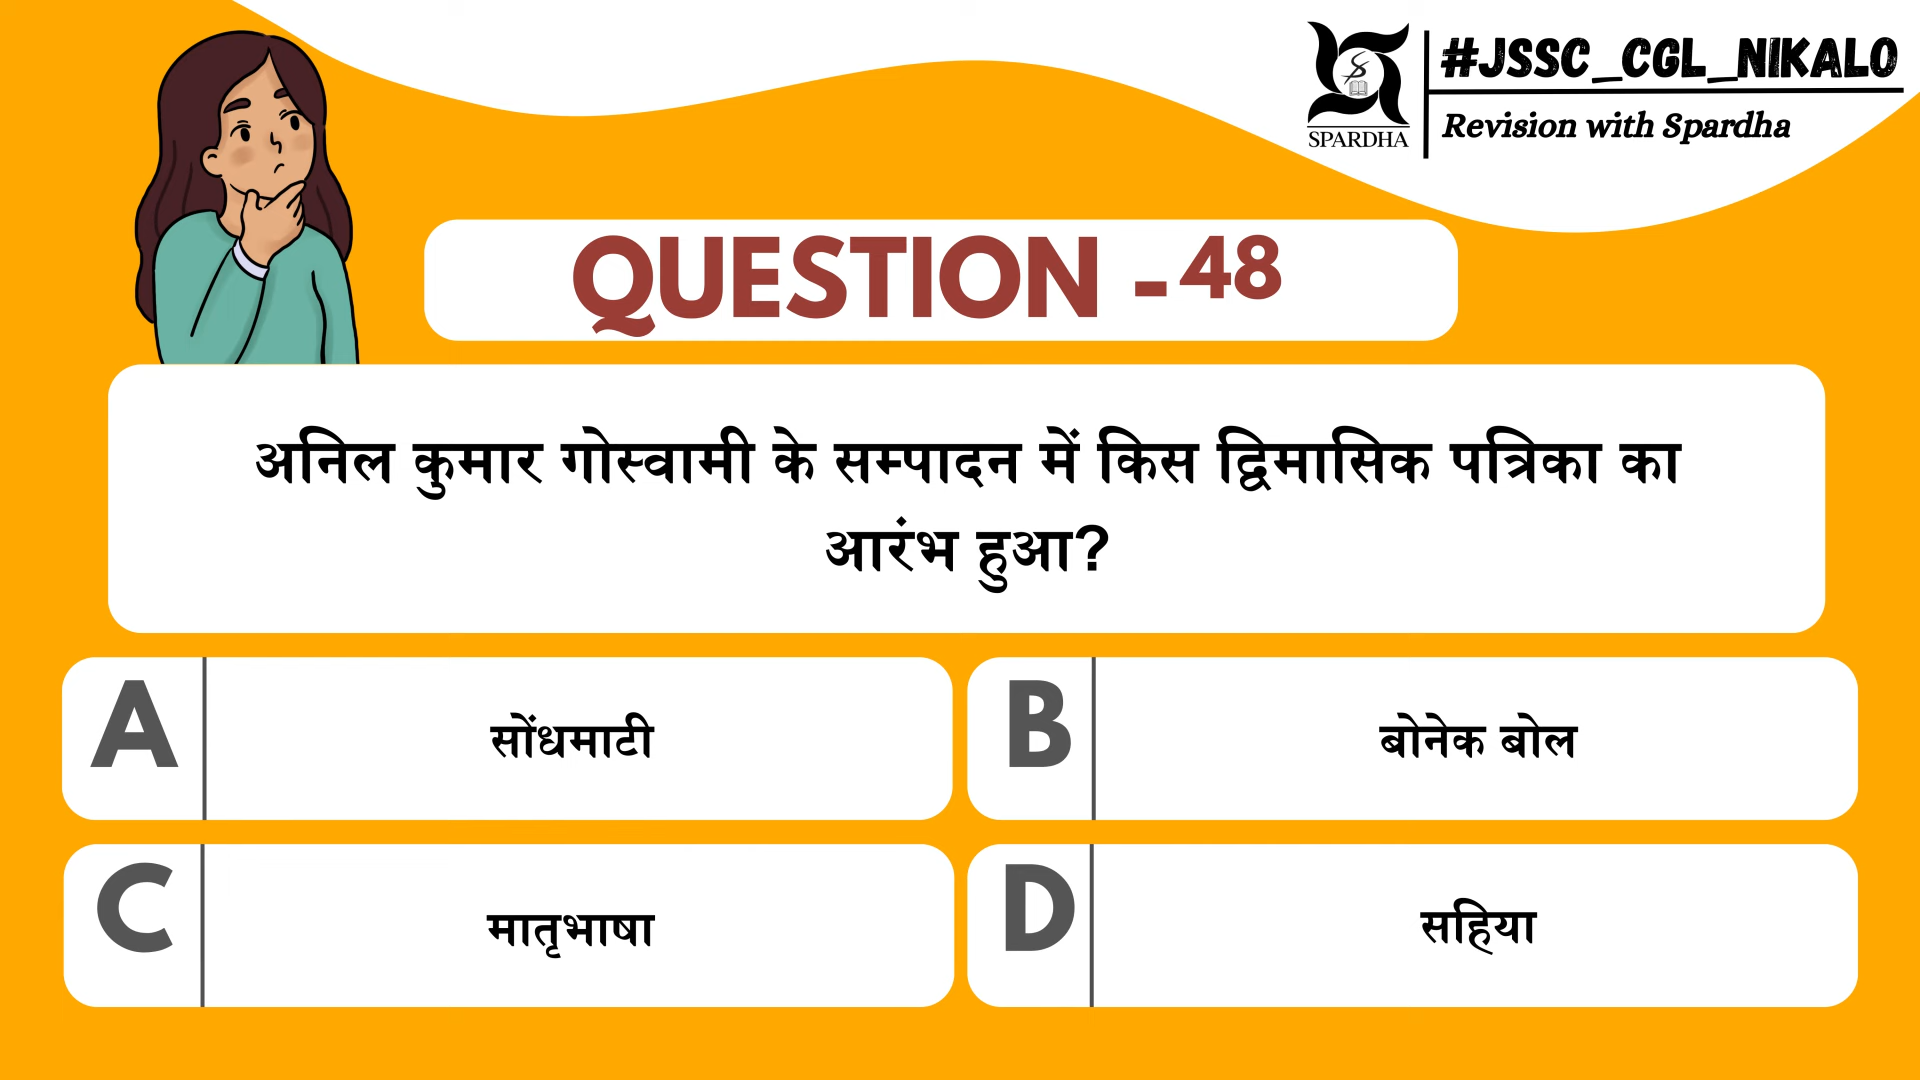 SPARDHA
#JSSC_CGL_NIKALO
Revision with Spardha
QUESTION -48
अनिल कुमार गोस्वामी के सम्पादन में किस द्विमासिक पत्रिका का
आरंभ हुआ?
A सोंधमाटी
B बोनेक बोल
C मातृभाषा
D सहिया